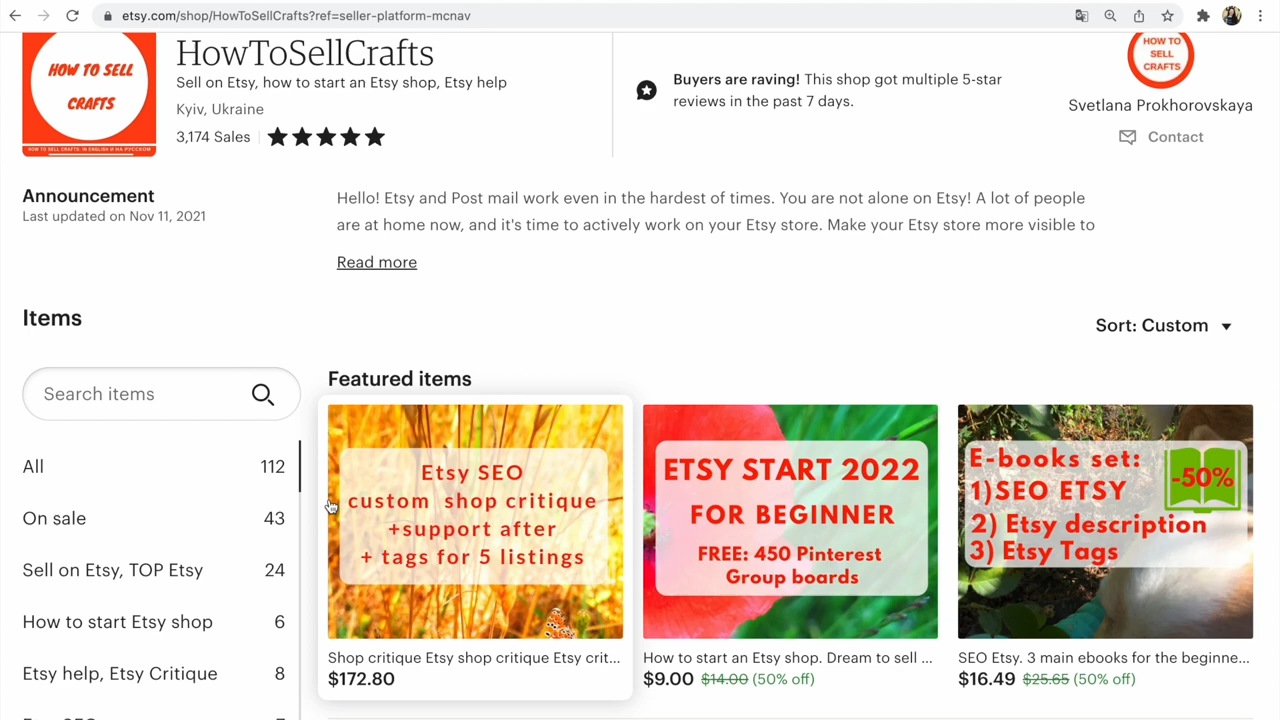 etsy.com/shop/HowToSellCrafts?ref=seller-platform-mcnav
HOW TO SELL
CRAFTS
HOW TO SELL CRAFTS: IN ENGLISH И НА РУССКОМ
HowToSellCrafts
Sell on Etsy, how to start an Etsy shop, Etsy help
Kyiv, Ukraine
3,174 Sales
Buyers are raving! This shop got multiple 5-star
reviews in the past 7 days.
HOW TO
SELL
CRAFTS
Svetlana Prokhorovskaya
Contact
Announcement
Last updated on Nov 11, 2021
Hello! Etsy and Post mail work even in the hardest of times. You are not alone on Etsy! A lot of people
are at home now, and it's time to actively work on your Etsy store. Make your Etsy store more visible to
Read more
Items
Sort: Custom
Search items
All 112
On sale 43
Sell on Etsy, TOP Etsy 24
How to start Etsy shop 6
Etsy help, Etsy Critique 8
Featured items
Etsy SEO
custom shop critique
+support after
+ tags for 5 listings
Shop critique Etsy shop critique Etsy crit...
$172.80
ETSY START 2022
FOR BEGINNER
FREE: 450 Pinterest
Group boards
How to start an Etsy shop. Dream to sell ...
$9.00 $14.00 (50% off)
E-books set:
1)SEO ETSY
2) Etsy description
3) Etsy Tags
-50%
SEO Etsy. 3 main ebooks for the beginne...
$16.49 $25.65 (50% off)